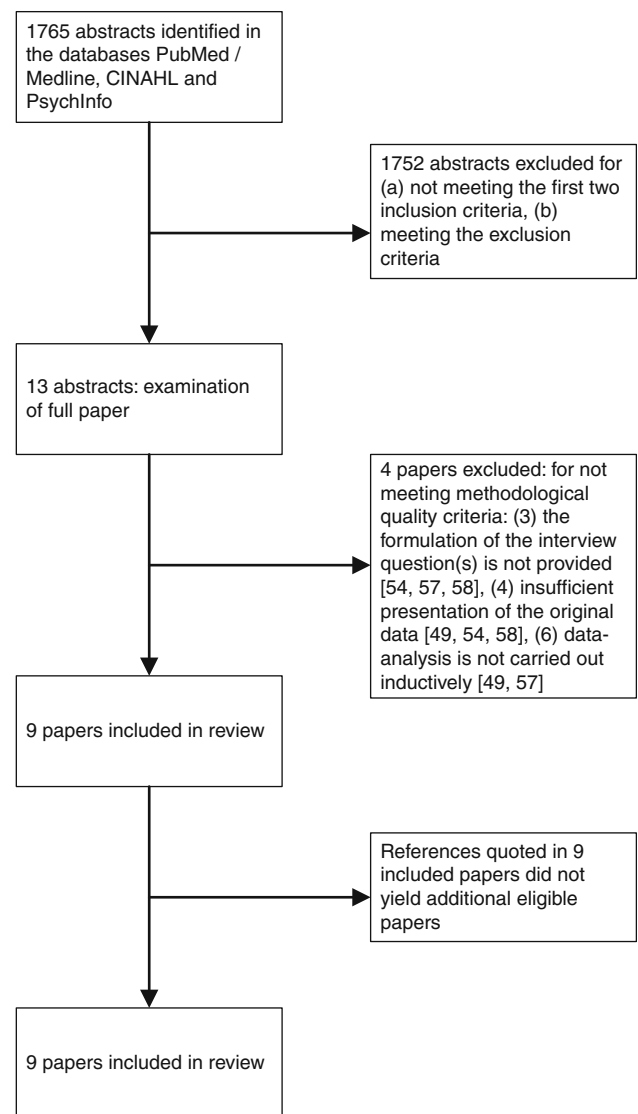 1765 abstracts identified in
the databases PubMed /
Medline, CINAHL and
PsychInfo
1752 abstracts excluded for
(a) not meeting the first two
inclusion criteria, (b)
meeting the exclusion
criteria
13 abstracts: examination
of full paper
4 papers excluded: for not
meeting methodological
quality criteria: (3) the
formulation of the interview
question(s) is not provided
[54, 57, 58], (4) insufficient
presentation of the original
data [49, 54, 58], (6) data-
analysis is not carried out
inductively [49, 57]
9 papers included in review
References quoted in 9
included papers did not
yield additional eligible
papers
9 papers included in review